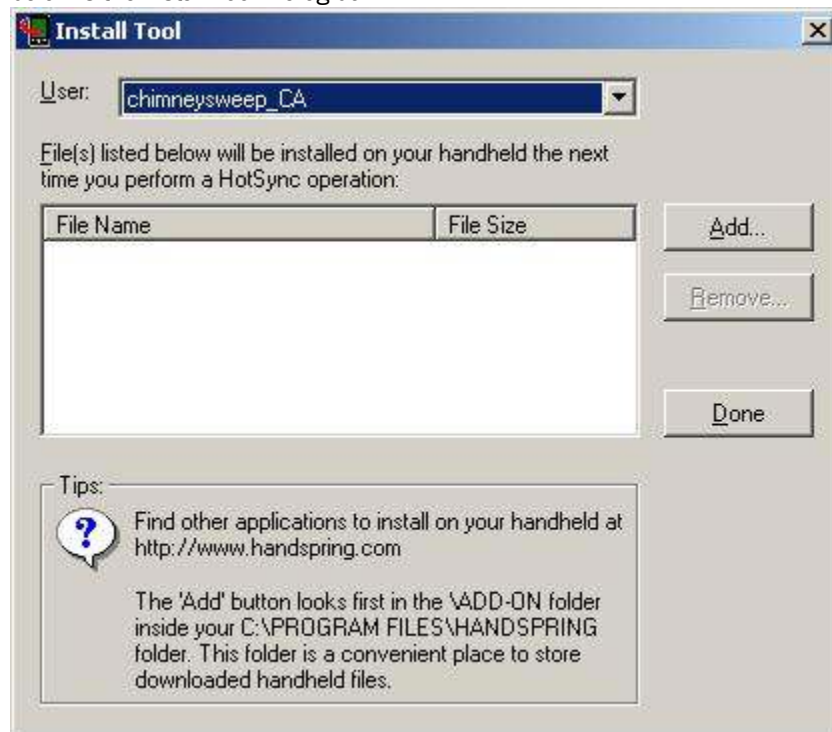 Install Tool
User: chimneysweep_CA
File(s) listed below will be installed on your handheld the next
time you perform a HotSync operation:
File Name File Size
Add...
Remove...
Done
Tips:
Find other applications to install on your handheld at
http://www.handspring.com
The 'Add' button looks first in the \ADD-ON folder
inside your C:\PROGRAM FILES\HANDSPRING
folder. This folder is a convenient place to store
downloaded handheld files.